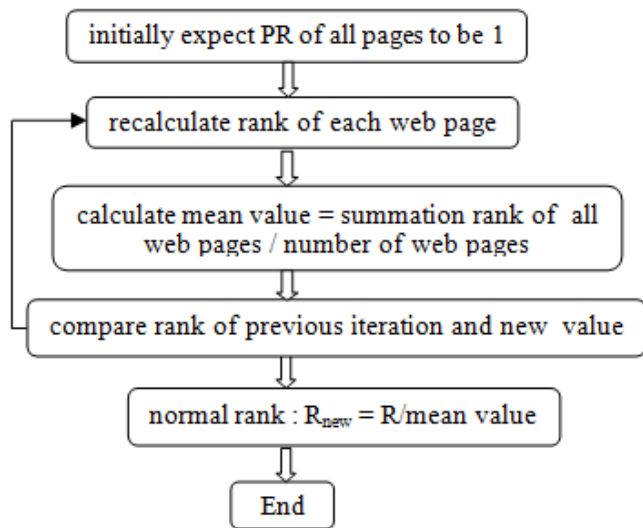 initially expect PR of all pages to be 1
recalculate rank of each web page
calculate mean value = summation rank of all
web pages / number of web pages
compare rank of previous iteration and new value
normal rank : Rnew = R/mean value
End